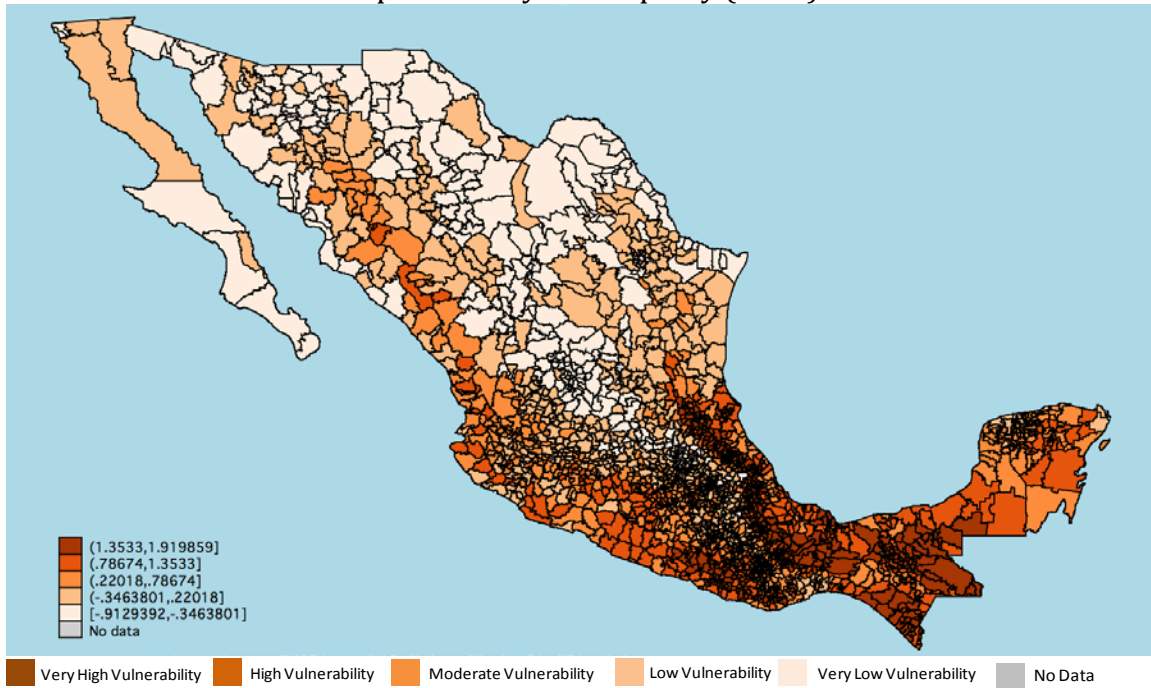 (1.3533,1.919859]
(.78674,1.3533]
(.22018,.78674]
(-.3463801,.22018]
[-.9129392,-.3463801]
No data
Very High Vulnerability High Vulnerability Moderate Vulnerability Low Vulnerability Very Low Vulnerability No Data